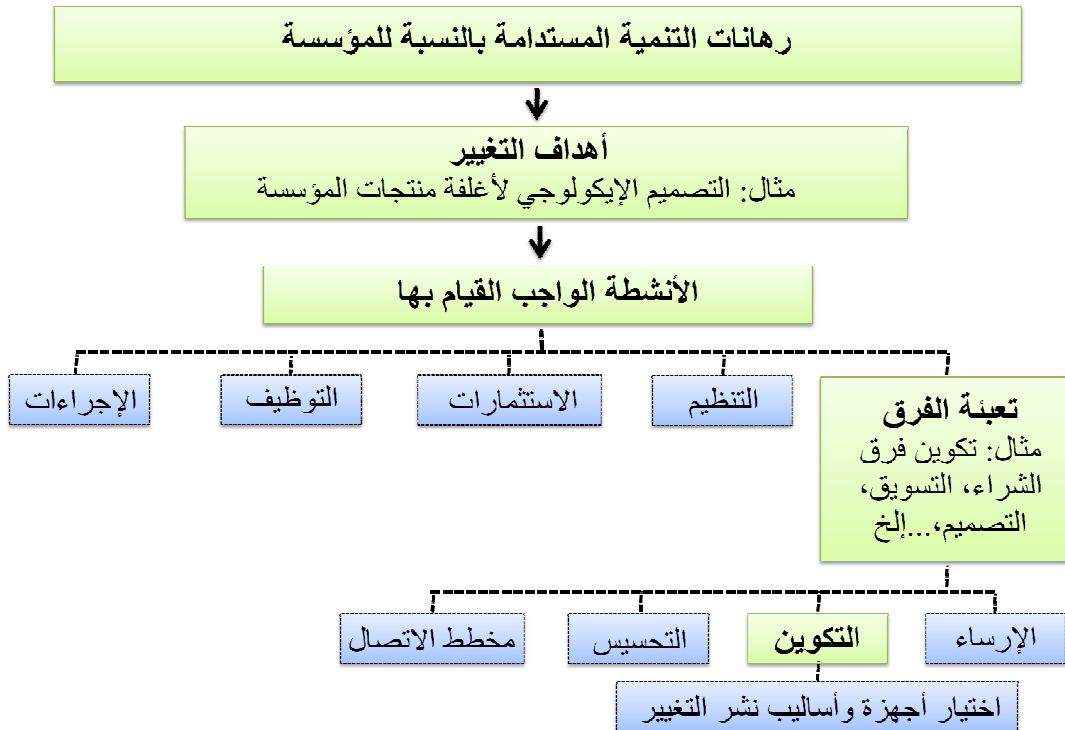 رهانات التنمية المستدامة بالنسبة للمؤسسة
أهداف التغيير
مثال: التصميم الإيكولوجي لأغلفة منتجات المؤسسة
الأنشطة الواجب القيام بها
تعبئة الفرق
مثال: تكوين فرق
الشراء، التسويق،
التصميم،...إلخ
التنظيم
الاستثمارات
التوظيف
الإجراءات
الإرساء
التكوين
التحسيس
مخطط الاتصال
اختيار أجهزة وأساليب نشر التغيير